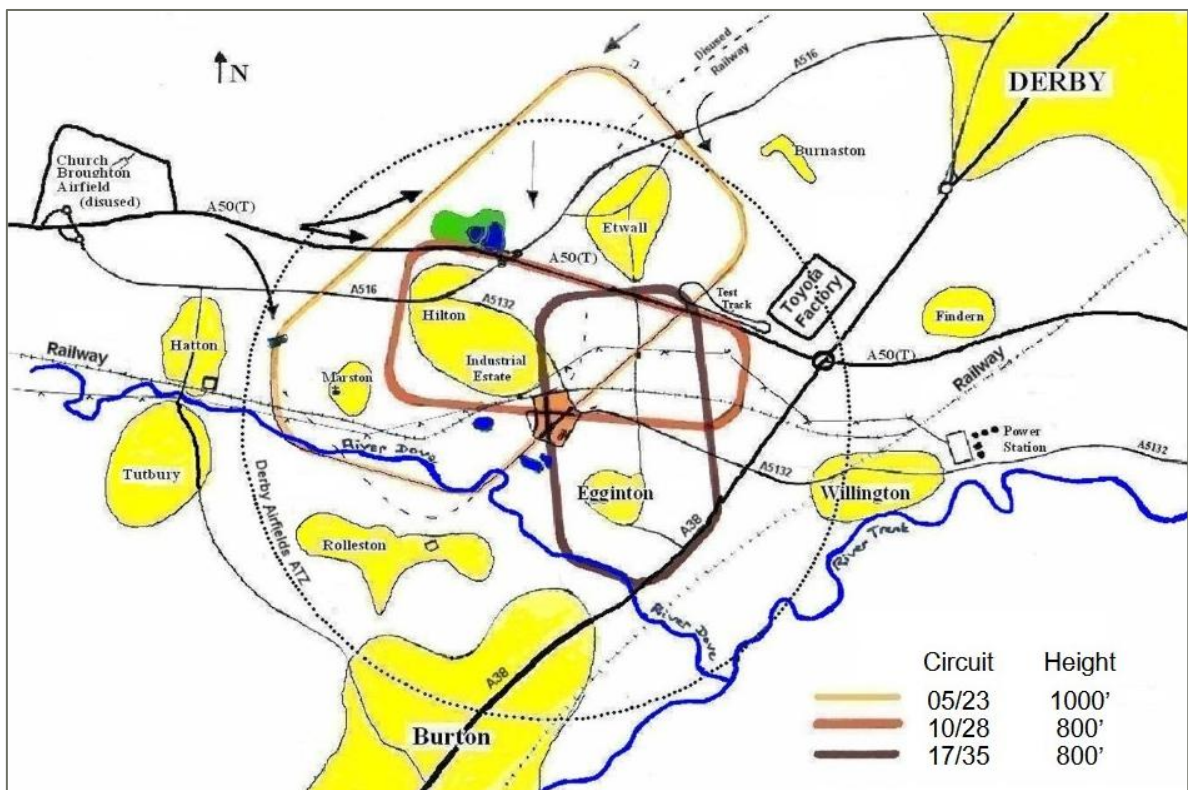 N
Disused
Railway
A516
DERBY
Church
Broughton
Airfield
(disused)
A50(T)
Burnaston
Etwall
A50(T)
A516
A5132
Test
Track
Toyota
Factory
Hilton
Findern
Hatton
Railway
Industrial
Estate
A50(T)
Railway
Marston
River Dove
Power
Station
A5132
A5132
Tutbury
Derby Airfields ATZ
Egginton
Willington
A38
Rolleston
River Trent
River Dove
A38
Burton
Circuit Height
05/23 1000'
10/28 800'
17/35 800'